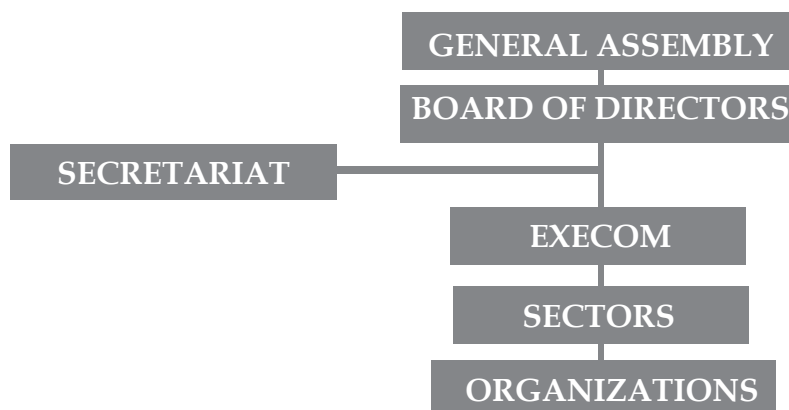 GENERAL ASSEMBLY
BOARD OF DIRECTORS
SECRETARIAT
EXECOM
SECTORS
ORGANIZATIONS